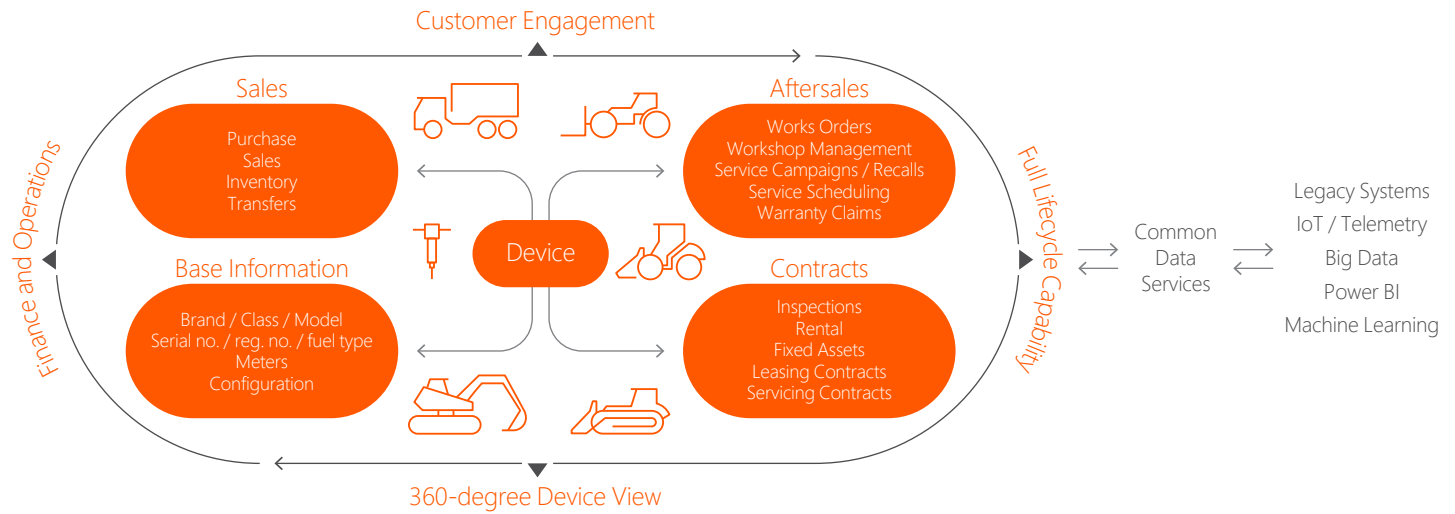 Customer Engagement
Sales
Purchase
Sales
Inventory
Transfers
Aftersales
Works Orders
Workshop Management
Service Campaigns / Recalls
Service Scheduling
Warranty Claims
Finance and Operations
Device
Full Lifecycle Capability
Base Information
Brand / Class / Model
Serial no. / reg. no. / fuel type
Meters
Configuration
Contracts
Inspections
Rental
Fixed Assets
Leasing Contracts
Servicing Contracts
360-degree Device View
Common
Data
Services
Legacy Systems
IoT / Telemetry
Big Data
Power BI
Machine Learning